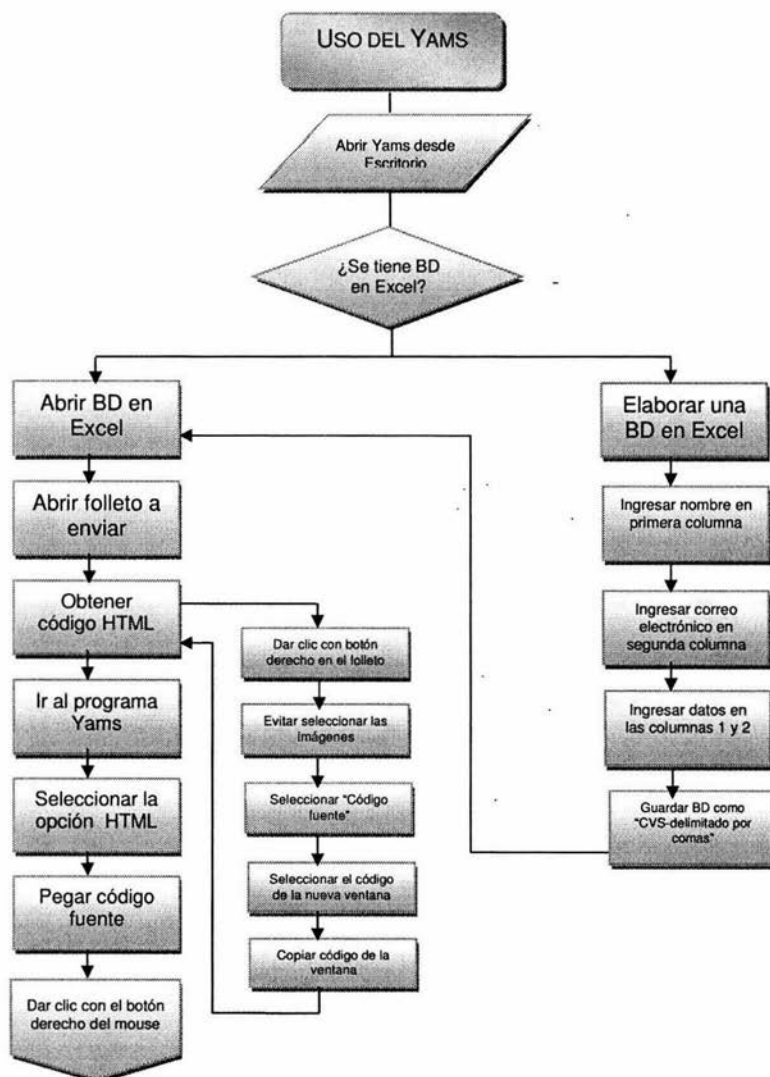 USO DEL YAMS
Abrir Yams desde
Escritorio
¿Se tiene BD
en Excel?
Abrir BD en
Excel
Abrir folleto a
enviar
Obtener
código HTML
Ir al programa
Yams
Seleccionar la
opción HTML
Pegar código
fuente
Dar clic con el botón
derecho del mouse
Dar clic con botón
derecho en el folleto
Evitar seleccionar las
imágenes
Seleccionar “Código
fuente”
Seleccionar el código
de la nueva ventana
Copiar código de la
ventana
Elaborar una
BD en Excel
Ingresar nombre en
primera columna
Ingresar correo
electrónico en
segunda columna
Ingresar datos en
las columnas 1 y 2
Guardar BD como
“CVS-delimitado por
comas”